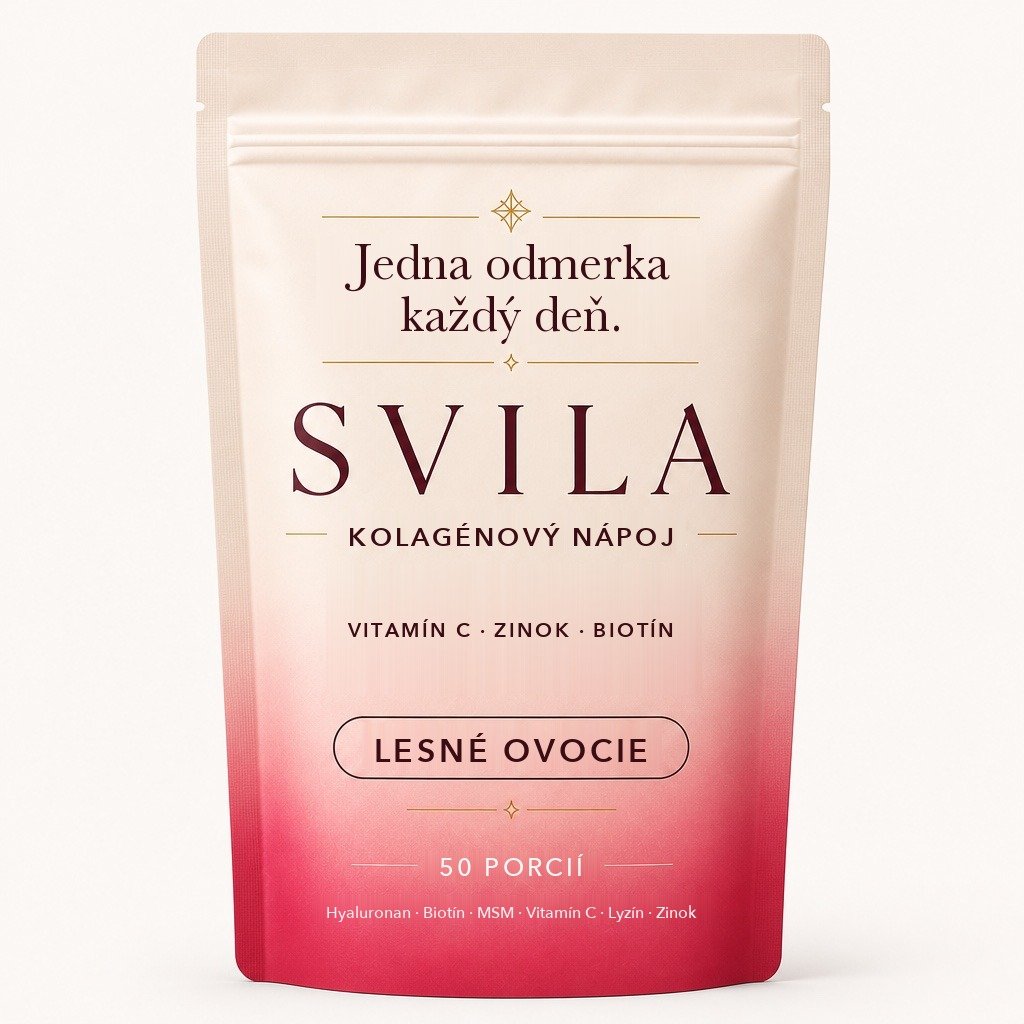 Jedna odmerka
každý deň.
SVILA
KOLAGÉNOVÝ NÁPOJ
VITAMÍN C · ZINOK · BIOTÍN
LESNÉ OVOCIE
50 PORCIÍ
Hyaluronan · Biotín · MSM · Vitamín C · Lyzín · Zinok